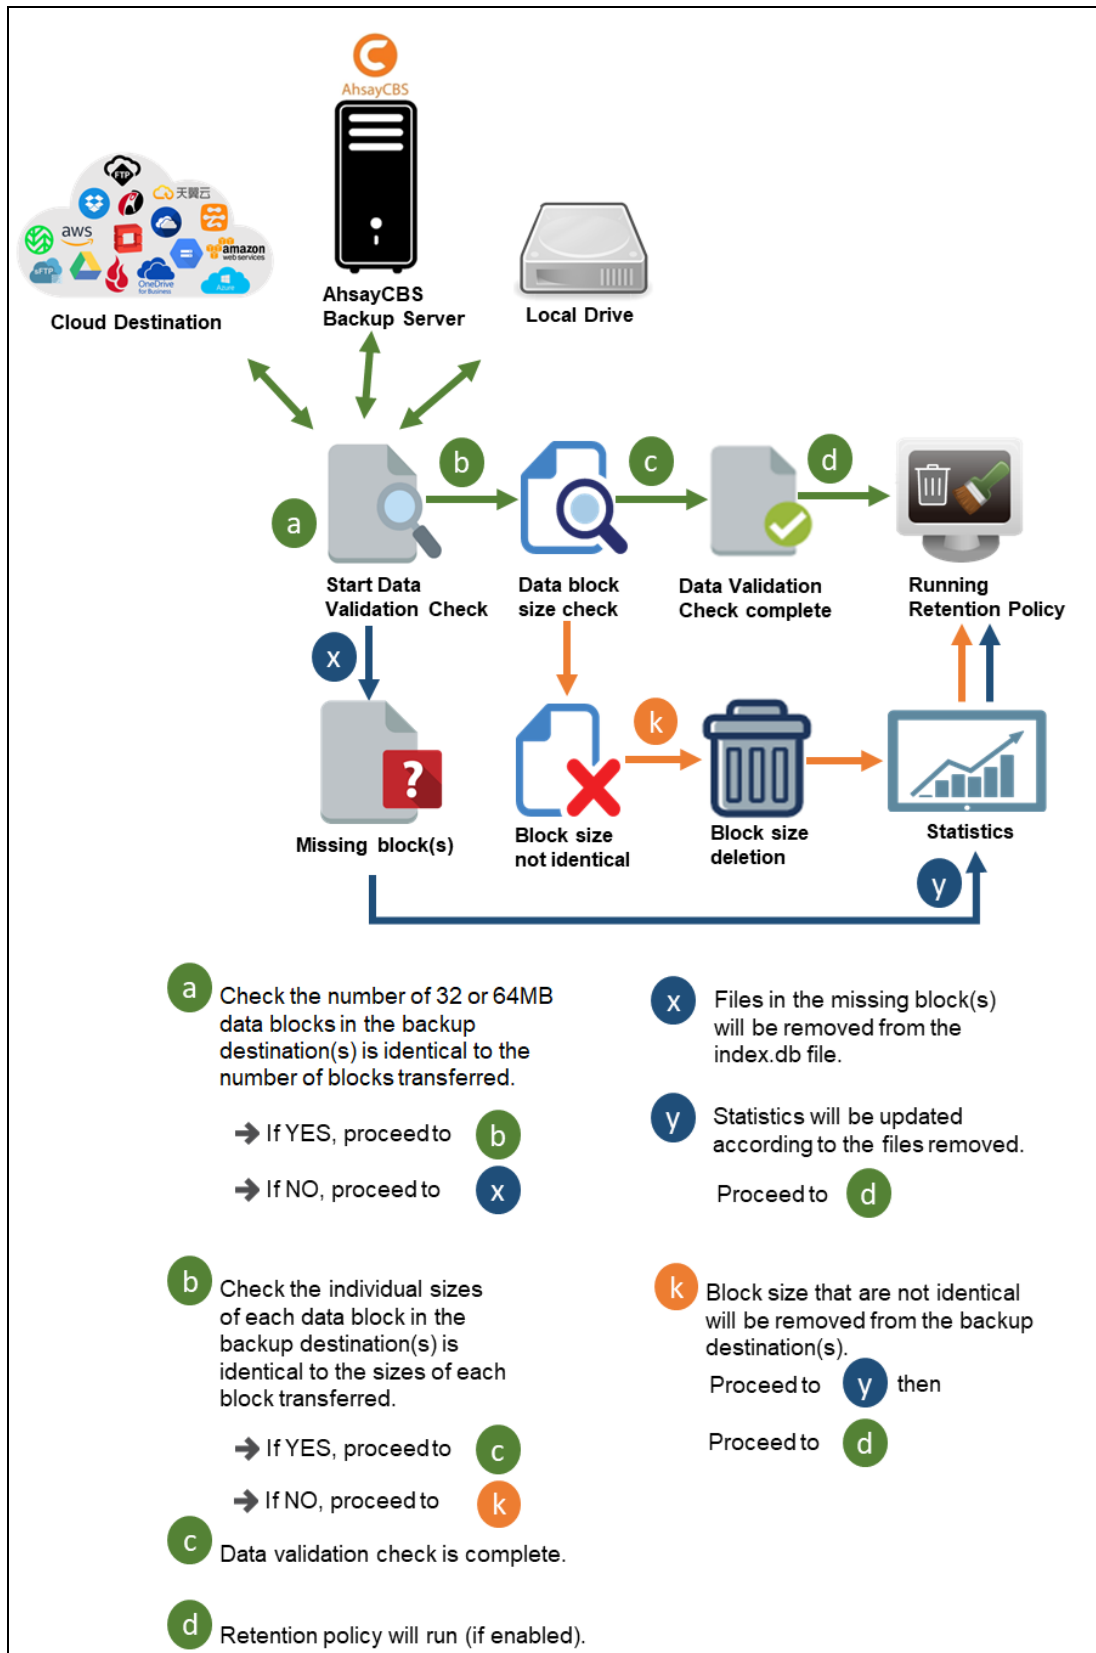 AhsayCBS
FTP
天翼云
aws
amazon
web services
sFTP
OneDrive
for Business
Azure
Cloud Destination
AhsayCBS
Backup Server
Local Drive
a
b
c
d
Start Data
Validation Check
Data block
size check
Data Validation
Check complete
Running
Retention Policy
x
k
?
Missing block(s)
Block size
not identical
Block size
deletion
Statistics
y
a
Check the number of 32 or 64MB
data blocks in the backup
destination(s) is identical to the
number of blocks transferred.
➔ If YES, proceed to b
➔ If NO, proceed to x
b
Check the individual sizes
of each data block in the
backup destination(s) is
identical to the sizes of each
block transferred.
➔ If YES, proceed to c
➔ If NO, proceed to k
c Data validation check is complete.
d Retention policy will run (if enabled).
x
Files in the missing block(s)
will be removed from the
index.db file.
y
Statistics will be updated
according to the files removed.
Proceed to d
k
Block size that are not identical
will be removed from the backup
destination(s).
Proceed to y then
Proceed to d